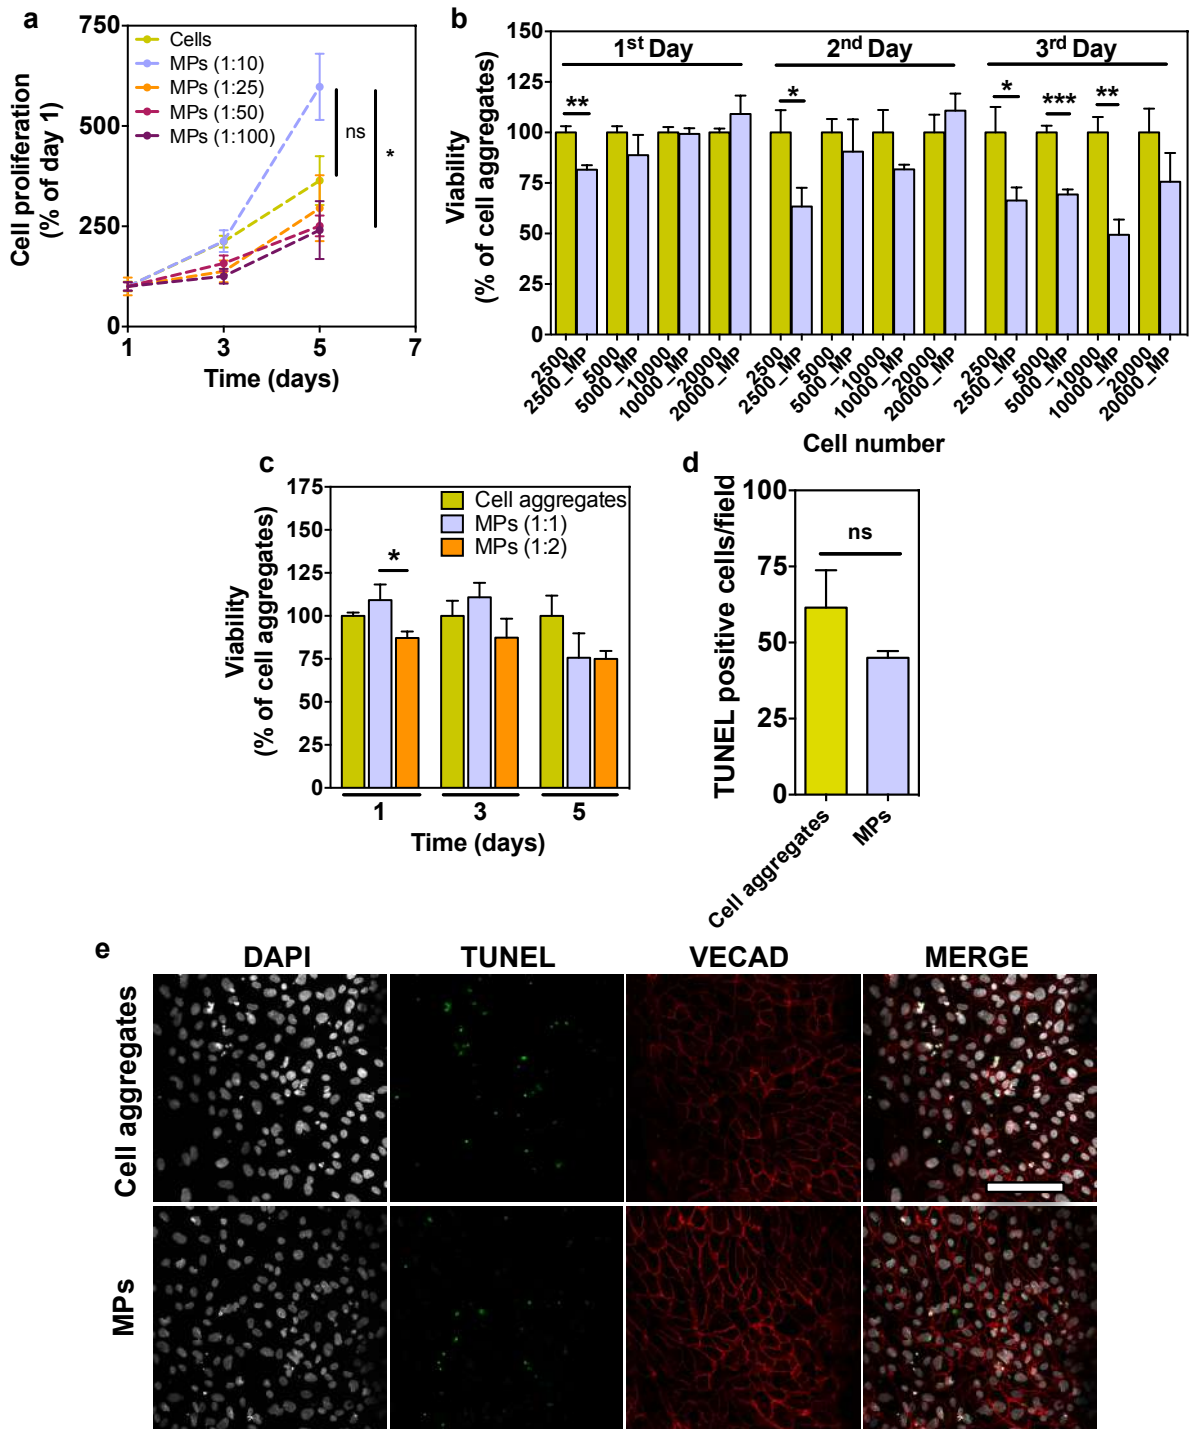 a
750
500
250
0
1
3
5
7
Cell proliferation
(% of day 1)
Time (days)
Cells
MPs (1:10)
MPs (1:25)
MPs (1:50)
MPs (1:100)
ns
*
b
150
125
100
75
50
25
0
Viability
(% of cell aggregates)
1st Day
2nd Day
3rd Day
**
*
*
***
**
2500
2500_MP
5000
5000_MP
10000
10000_MP
20000
20000_MP
2500
2500_MP
5000
5000_MP
10000
10000_MP
20000
20000_MP
2500
2500_MP
5000
5000_MP
10000
10000_MP
20000
20000_MP
Cell number
c
175
150
125
100
75
50
25
0
Viability
(% of cell aggregates)
Cell aggregates
MPs (1:1)
MPs (1:2)
*
1
3
5
Time (days)
d
100
75
50
25
0
TUNEL positive cells/field
ns
Cell aggregates
MPs
e
DAPI
TUNEL
VECAD
MERGE
Cell aggregates
MPs